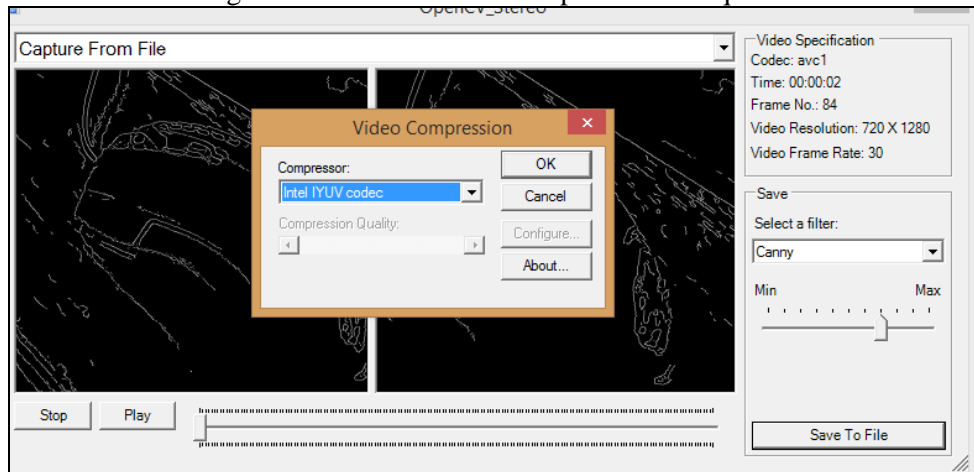 OpenCV_Stereo
Capture From File
Video Specification
Codec: avc1
Time: 00:00:02
Frame No.: 84
Video Resolution: 720 X 1280
Video Frame Rate: 30
Video Compression
Compressor:
Intel IYUV codec
Compression Quality:
OK
Cancel
Configure...
About...
Save
Select a filter:
Canny
Min Max
Stop Play
Save To File